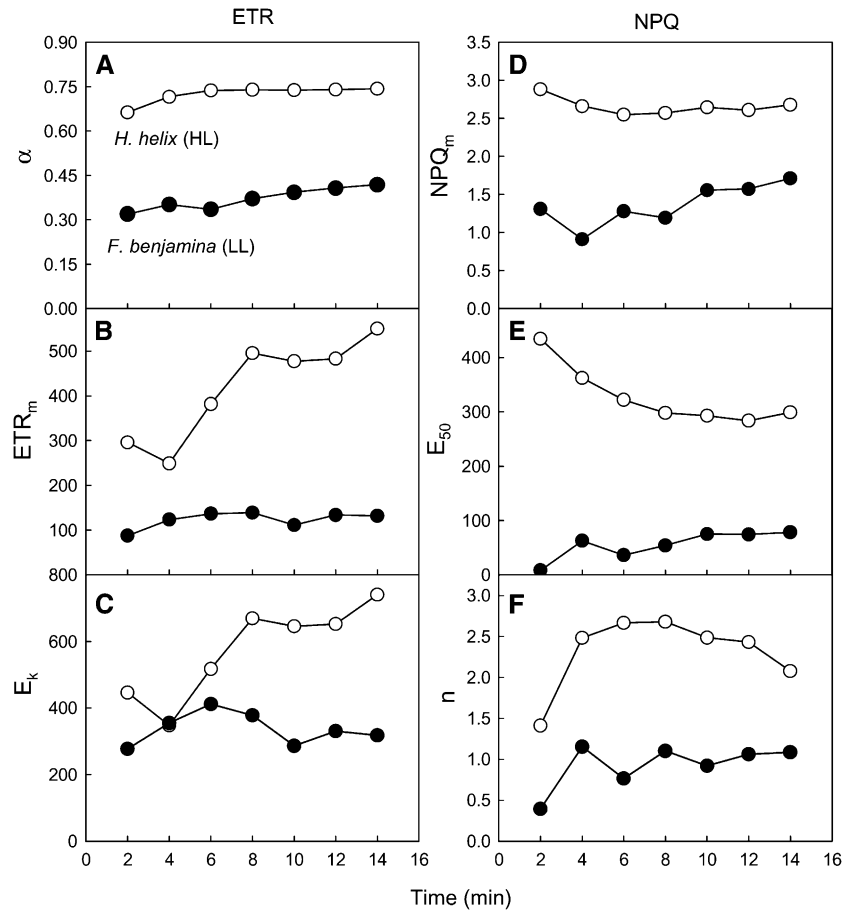 ETR
NPQ
A
0.90
0.75
0.60
0.45
0.30
0.15
0.00
α
H. helix (HL)
F. benjamina (LL)
D
3.5
3.0
2.5
2.0
1.5
1.0
0.5
0.0
NPQm
B
500
400
300
200
100
ETRm
E
400
300
200
100
0
E50
C
800
600
400
200
0
Ek
0 2 4 6 8 10 12 14 16
F
3.0
2.5
2.0
1.5
1.0
0.5
0.0
n
0 2 4 6 8 10 12 14 16
Time (min)